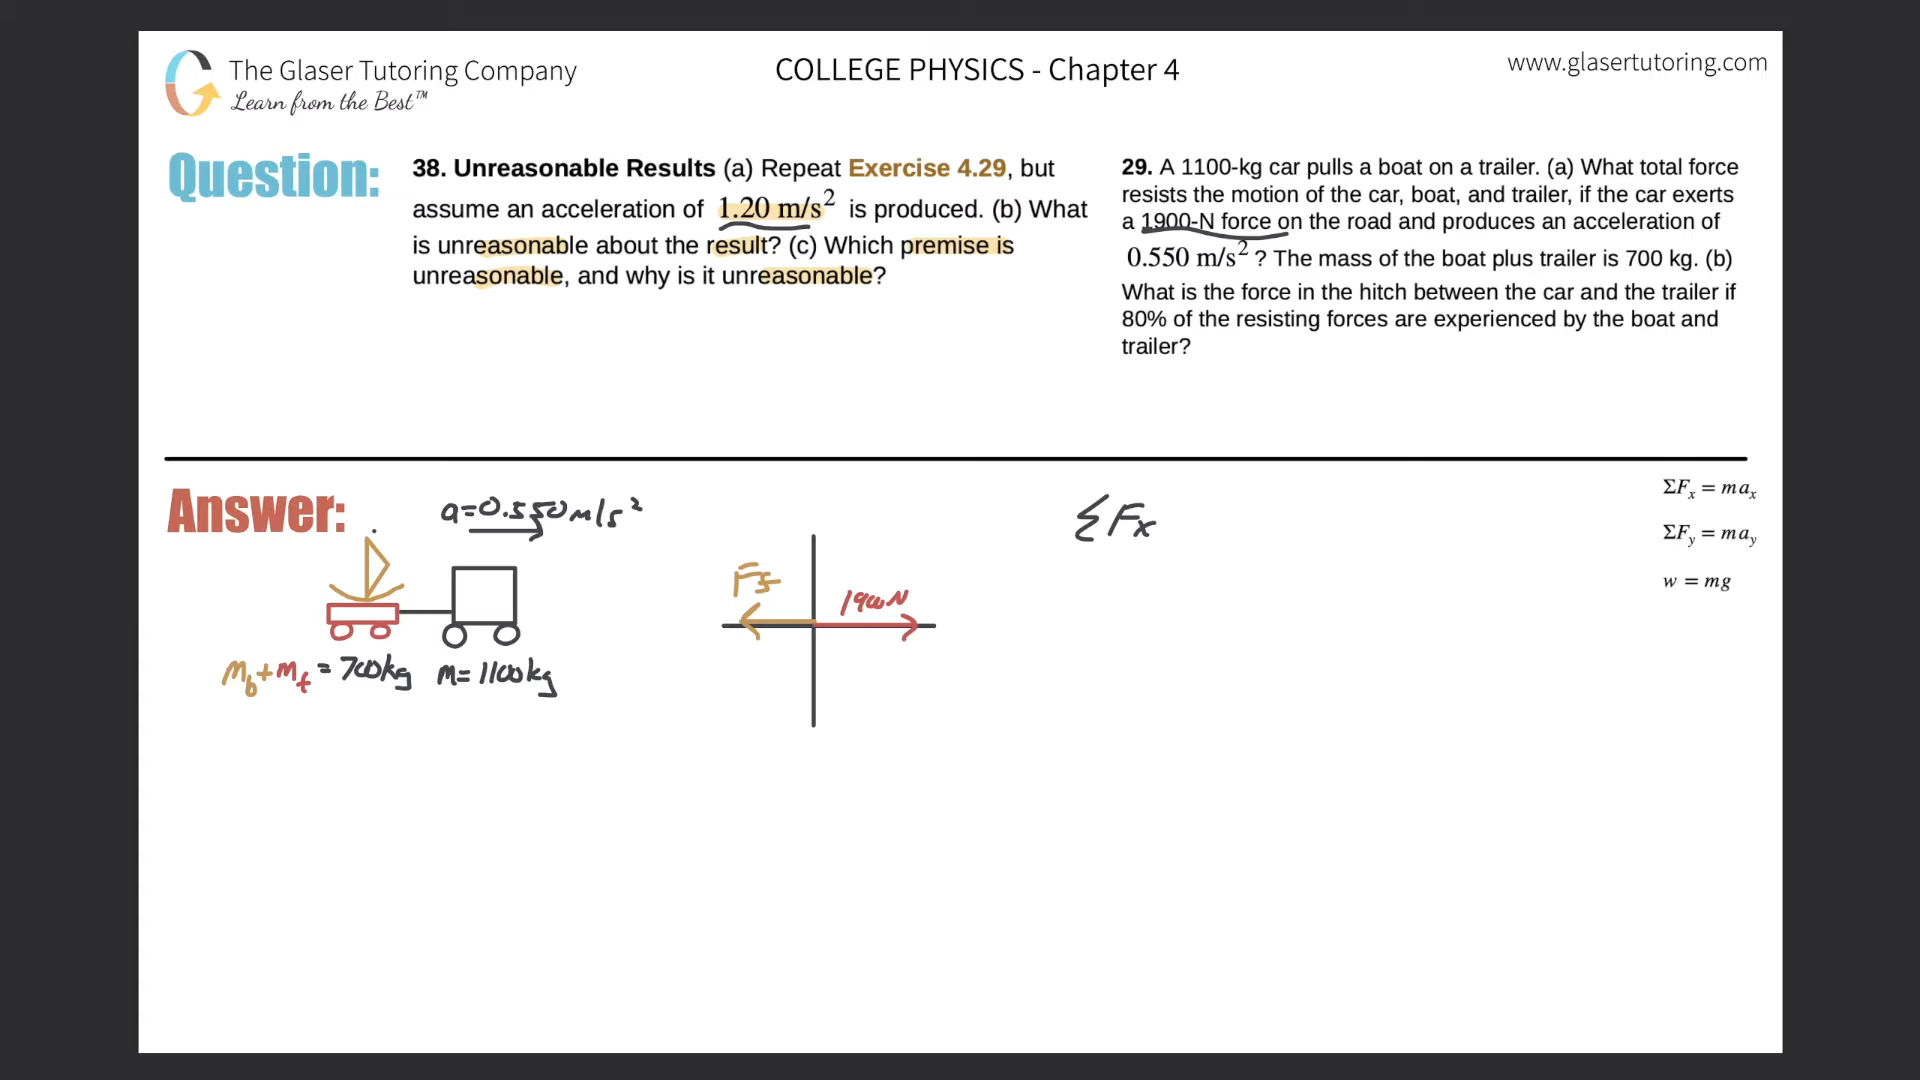 The Glaser Tutoring Company
Learn from the Best™
COLLEGE PHYSICS - Chapter 4
www.glasertutoring.com
Question:
38. Unreasonable Results (a) Repeat Exercise 4.29, but
assume an acceleration of 1.20 m/s² is produced. (b) What
is unreasonable about the result? (c) Which premise is
unreasonable, and why is it unreasonable?
29. A 1100-kg car pulls a boat on a trailer. (a) What total force
resists the motion of the car, boat, and trailer, if the car exerts
a 1900-N force on the road and produces an acceleration of
0.550 m/s² ? The mass of the boat plus trailer is 700 kg. (b)
What is the force in the hitch between the car and the trailer if
80% of the resisting forces are experienced by the boat and
trailer?
Answer:
a=0.550m/s²
m_b+m_t = 700kg
m=1100kg
1900N
ΣFx
ΣFₓ = maₓ
ΣF_y = ma_y
w = mg